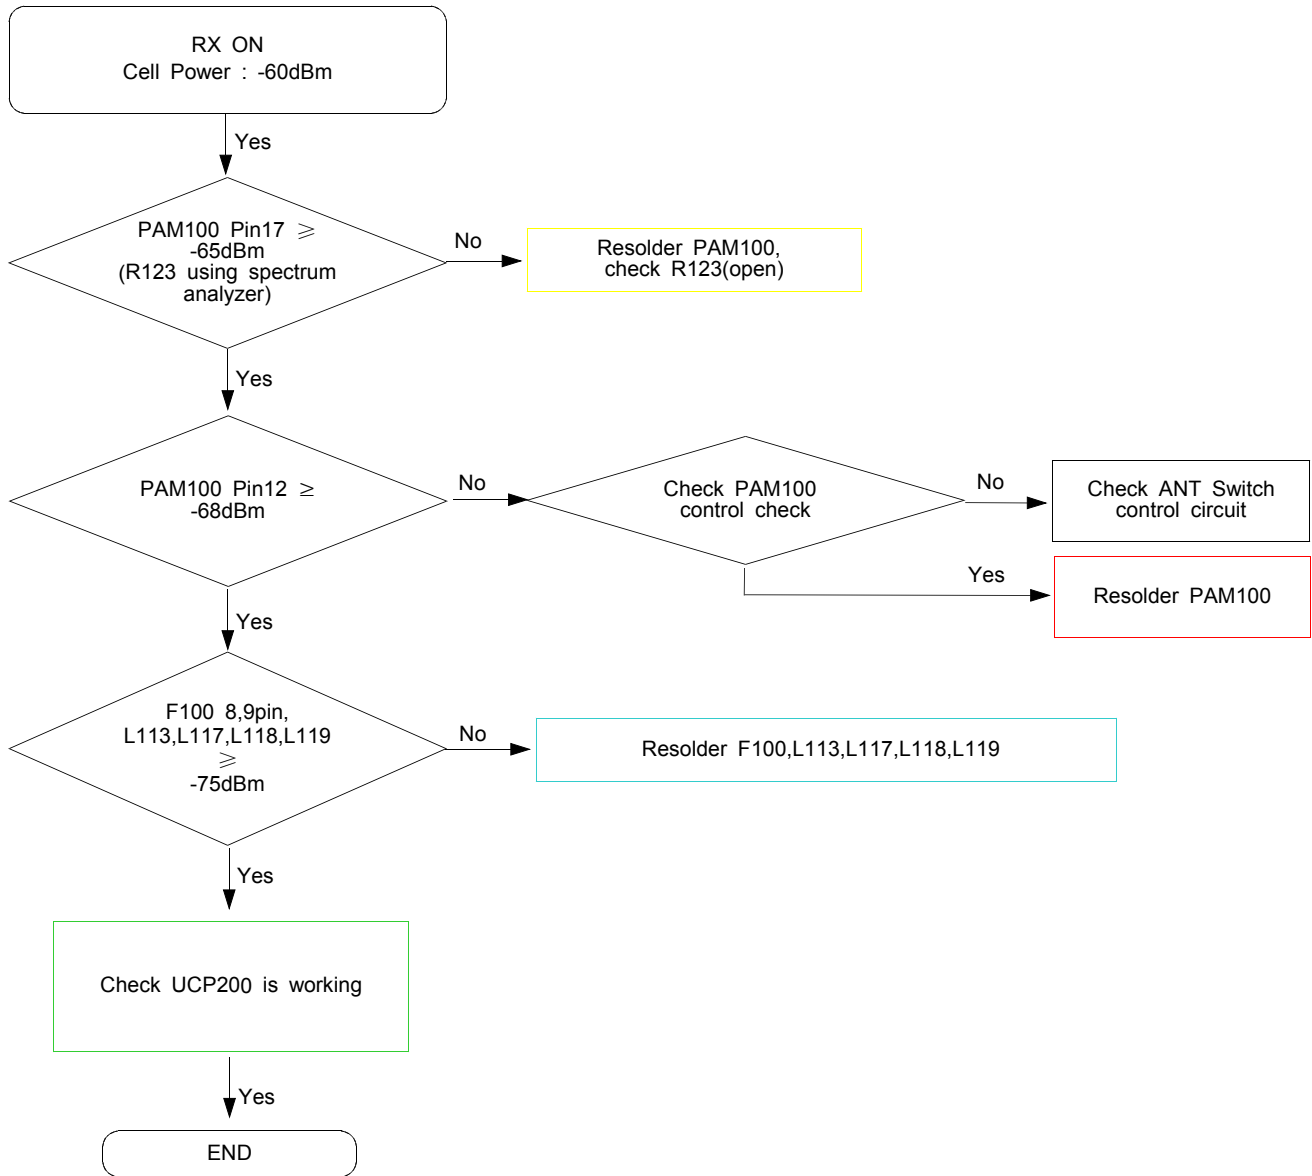 RX ON
Cell Power : -60dBm
Yes
PAM100 Pin17 ≥
-65dBm
(R123 using spectrum
analyzer)
No
Resolder PAM100,
check R123(open)
Yes
PAM100 Pin12 ≥
-68dBm
No
Check PAM100
control check
No
Check ANT Switch
control circuit
Yes
Resolder PAM100
Yes
F100 8,9pin,
L113,L117,L118,L119
≥
-75dBm
No
Resolder F100,L113,L117,L118,L119
Yes
Check UCP200 is working
Yes
END